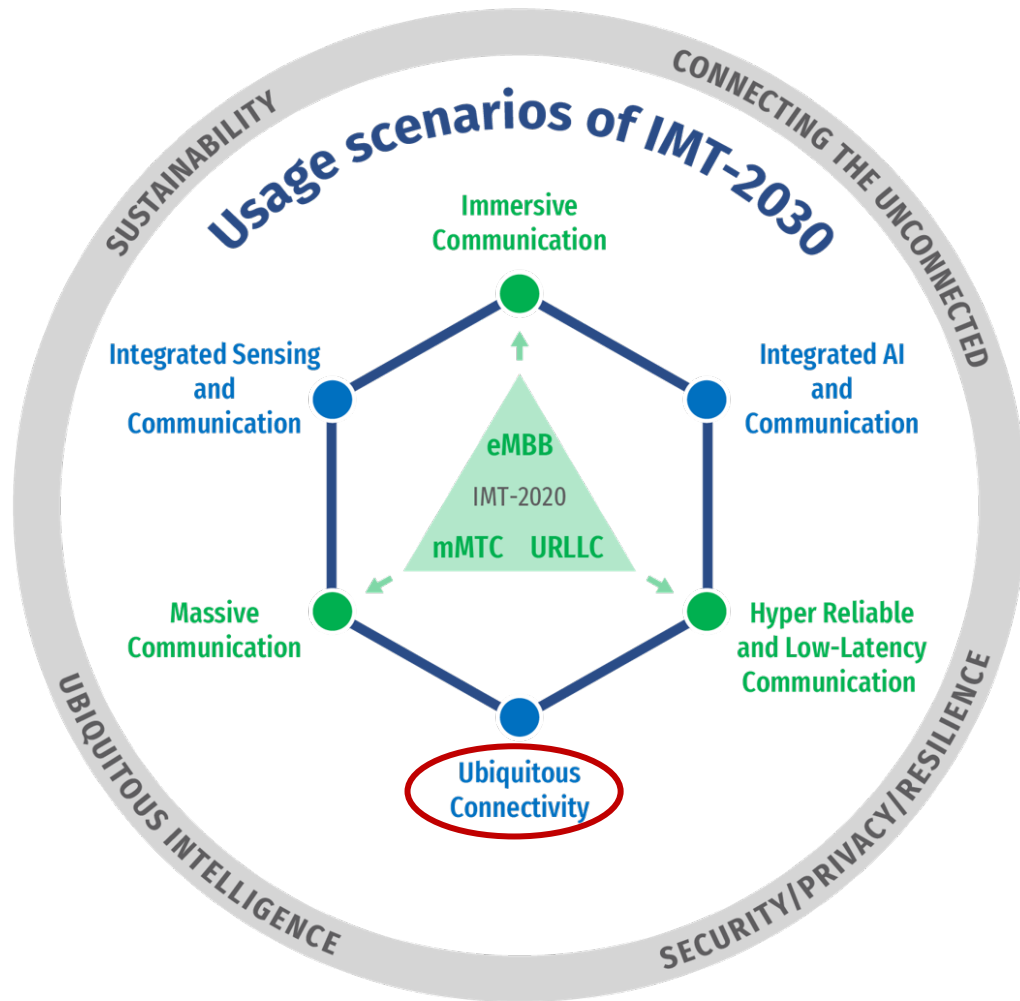 SUSTAINABILITY
CONNECTING THE UNCONNECTED
Usage scenarios of IMT-2030
Immersive
Communication
Integrated Sensing
and
Communication
Integrated AI
and
Communication
eMBB
IMT-2020
mMTC URLLC
Massive
Communication
Hyper Reliable
and Low-Latency
Communication
Ubiquitous
Connectivity
UBIQUITOUS INTELLIGENCE
SECURITY/PRIVACY/RESILIENCE